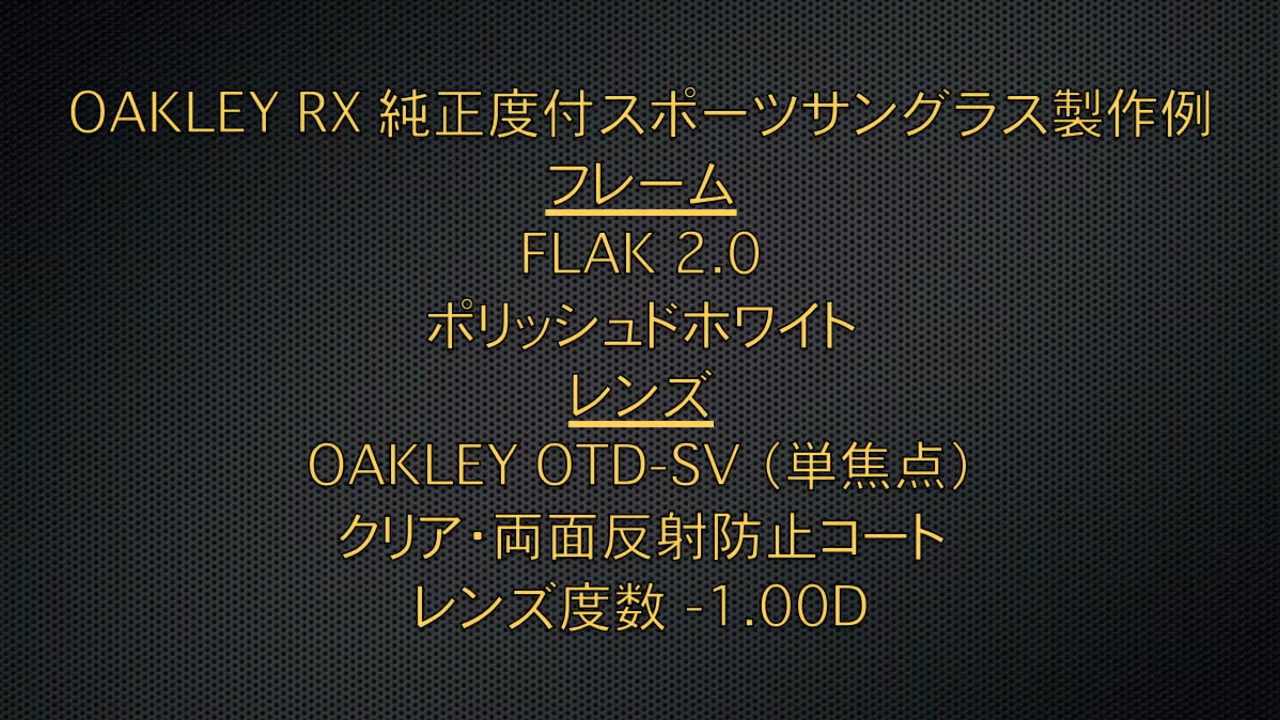 OAKLEY RX 純正度付スポーツサングラス製作例
フレーム
FLAK 2.0
ポリッシュドホワイト
レンズ
OAKLEY OTD-SV（単焦点）
クリア・両面反射防止コート
レンズ度数 -1.00D